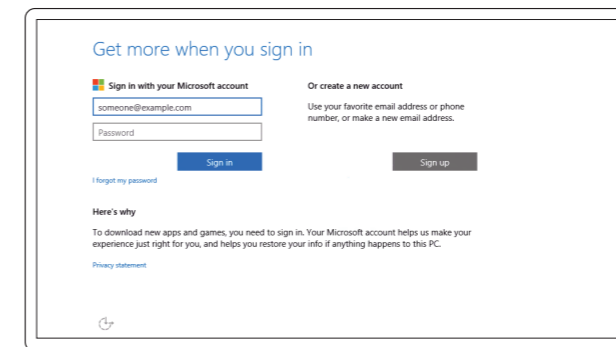 Get more when you sign in
Sign in with your Microsoft account
someone@example.com
Password
Sign in
I forgot my password
Or create a new account
Use your favorite email address or phone
number, or make a new email address.
Sign up
Here's why
To download new apps and games, you need to sign in. Your Microsoft account helps us make your
experience just right for you, and helps you restore your info if anything happens to this PC.
Privacy statement